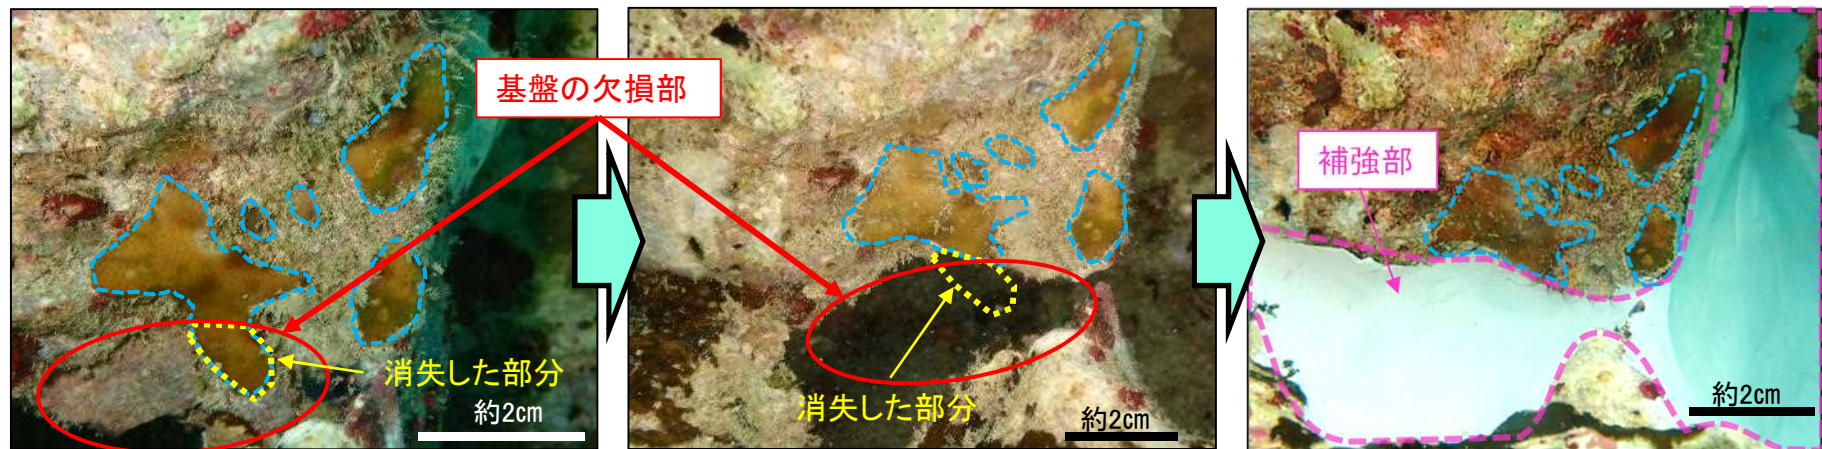 基盤の欠損部
消失した部分
約2cm
消失した部分
約2cm
補強部
約2cm